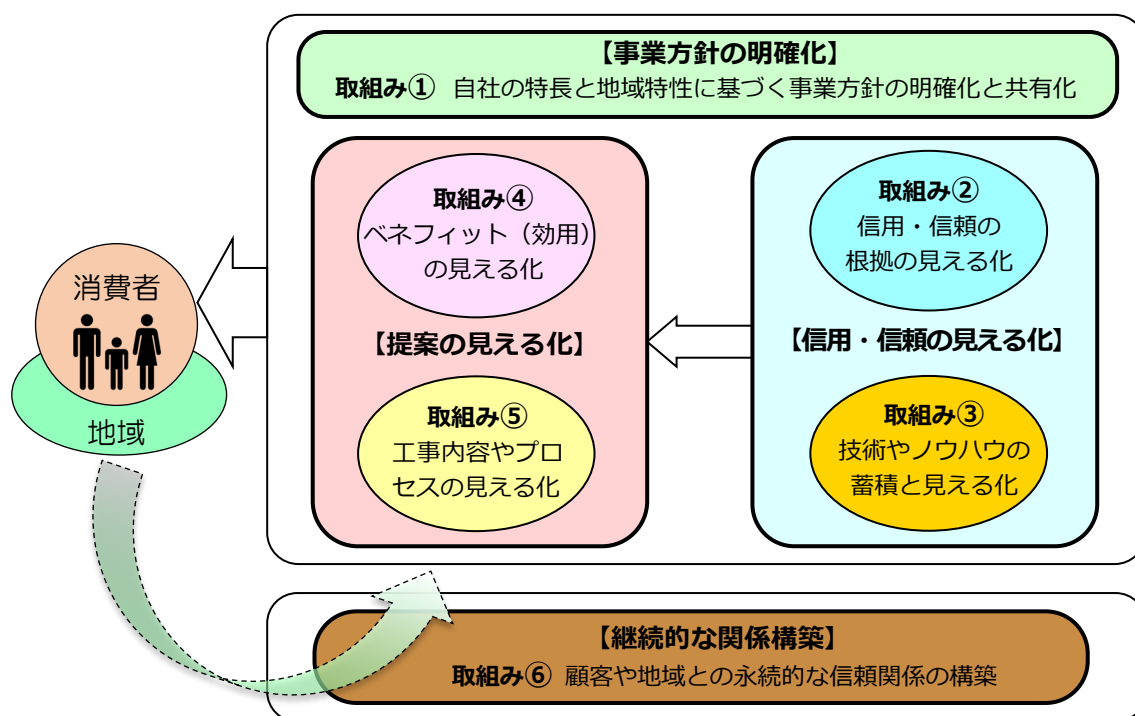 【事業方針の明確化】
取組み① 自社の特長と地域特性に基づく事業方針の明確化と共有化
取組み④
ベネフィット（効用）
の見える化
【提案の見える化】
取組み⑤
工事内容やプロ
セスの見える化
取組み②
信用・信頼の
根拠の見える化
【信用・信頼の見える化】
取組み③
技術やノウハウの
蓄積と見える化
消費者
地域
【継続的な関係構築】
取組み⑥ 顧客や地域との永続的な信頼関係の構築